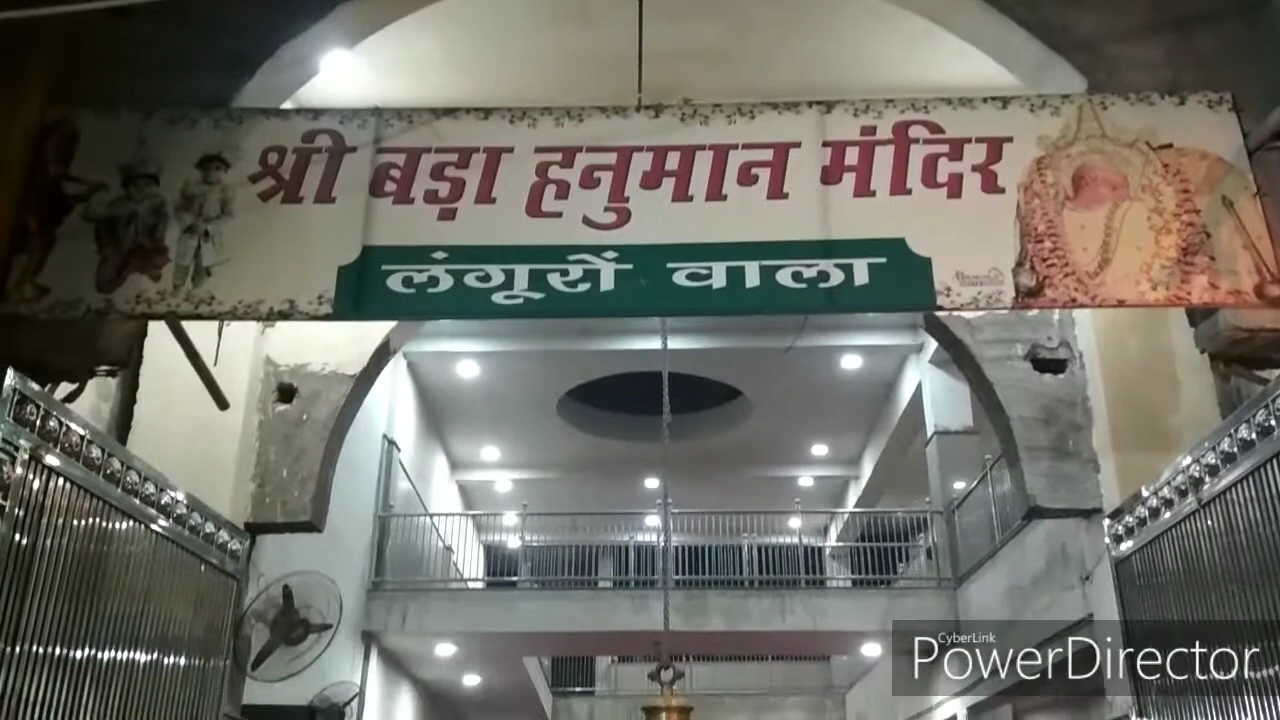 श्री बड़ा हनुमान मंदिर
लंगूरों वाला
CyberLink
PowerDirector